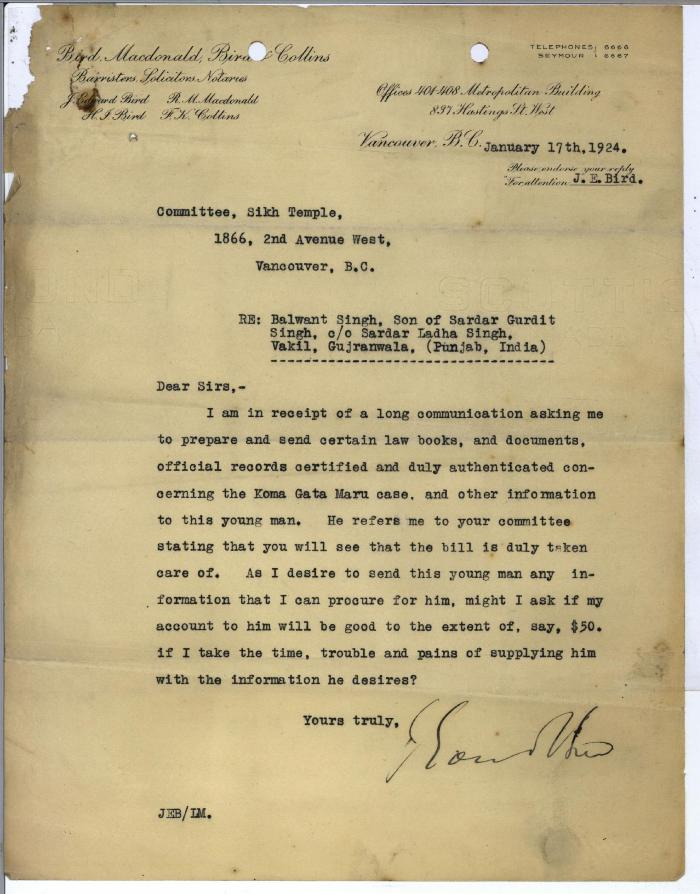 Bird, Macdonald, Bird & Collins
Barristers, Solicitors, Notaries
J. Edward Bird R. M. Macdonald
H. I. Bird F. K. Collins
TELEPHONES 6666
SEYMOUR 6667
Offices 401-408 Metropolitan Building
837 Hastings St. West
Vancouver, B.C. January 17th, 1924.
Please endorse your reply
"For attention J. E. Bird.
Committee, Sikh Temple,
1866, 2nd Avenue West,
Vancouver, B.C.
RE: Balwant Singh, Son of Sardar Gurdit
Singh, c/o Sardar Ladha Singh,
Vakil, Gujranwala, (Punjab, India)
Dear Sirs,-
I am in receipt of a long communication asking me
to prepare and send certain law books, and documents,
official records certified and duly authenticated con-
cerning the Koma Gata Maru case, and other information
to this young man. He refers me to your committee
stating that you will see that the bill is duly taken
care of. As I desire to send this young man any in-
formation that I can procure for him, might I ask if my
account to him will be good to the extent of, say, $50.
if I take the time, trouble and pains of supplying him
with the information he desires?
Yours truly,
JEB/LM.